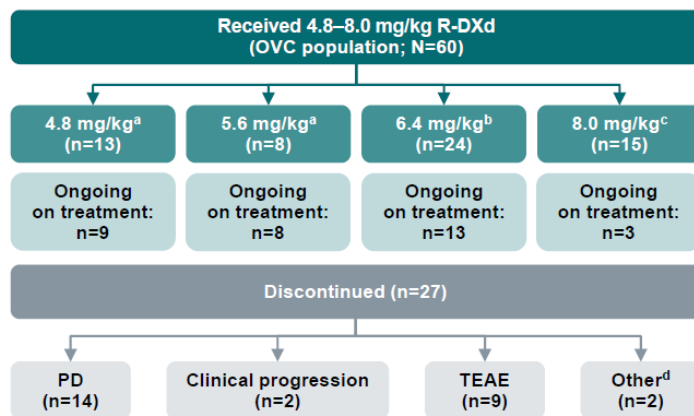 Received 4.8–8.0 mg/kg R-DXd
(OVC population; N=60)
4.8 mg/kgᵃ
(n=13)
5.6 mg/kgᵃ
(n=8)
6.4 mg/kgᵇ
(n=24)
8.0 mg/kgᶜ
(n=15)
Ongoing
on treatment:
n=9
Ongoing
on treatment:
n=8
Ongoing
on treatment:
n=13
Ongoing
on treatment:
n=3
Discontinued (n=27)
PD
(n=14)
Clinical progression
(n=2)
TEAE
(n=9)
Otherᵈ
(n=2)